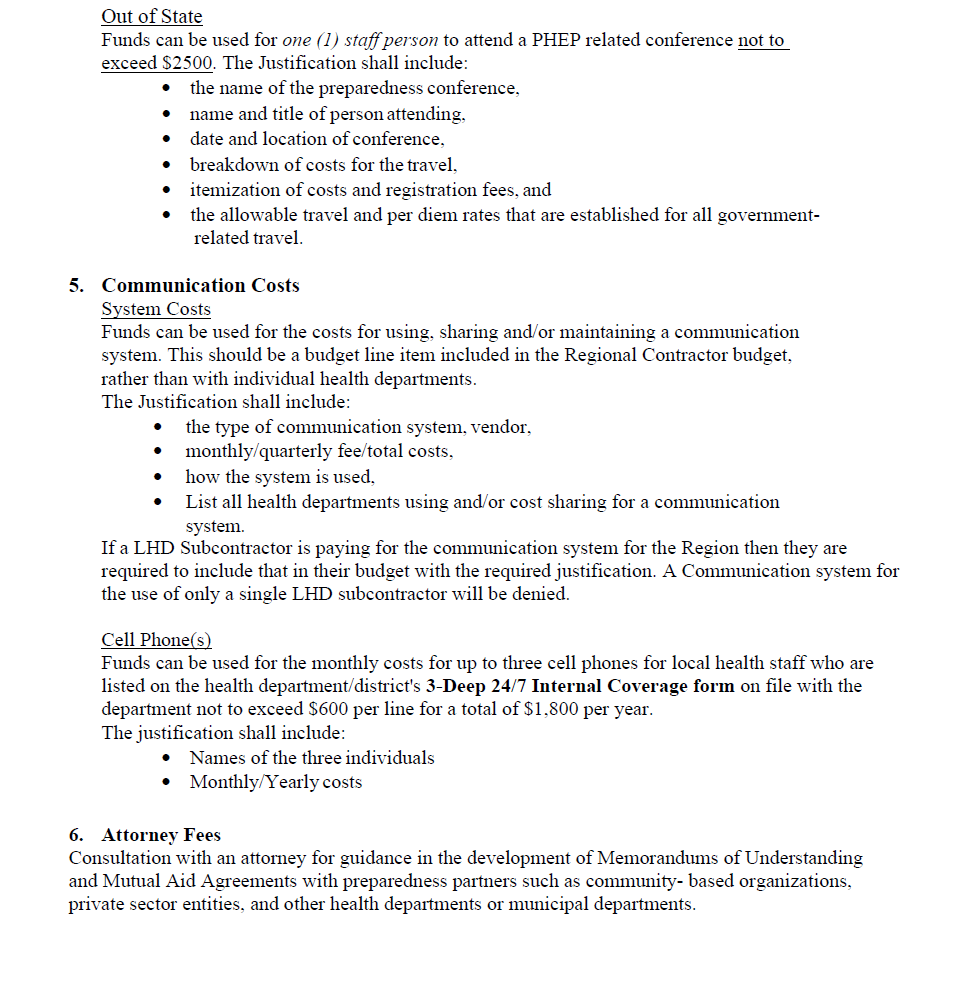 Out of State
Funds can be used for one (1) staff person to attend a PHEP related conference not to
exceed $2500. The Justification shall include:
• the name of the preparedness conference,
• name and title of person attending,
• date and location of conference,
• breakdown of costs for the travel,
• itemization of costs and registration fees, and
• the allowable travel and per diem rates that are established for all government-
related travel.
5. Communication Costs
System Costs
Funds can be used for the costs for using, sharing and/or maintaining a communication
system. This should be a budget line item included in the Regional Contractor budget,
rather than with individual health departments.
The Justification shall include:
• the type of communication system, vendor,
• monthly/quarterly fee/total costs,
• how the system is used,
• List all health departments using and/or cost sharing for a communication
system.
If a LHD Subcontractor is paying for the communication system for the Region then they are
required to include that in their budget with the required justification. A Communication system for
the use of only a single LHD subcontractor will be denied.
Cell Phone(s)
Funds can be used for the monthly costs for up to three cell phones for local health staff who are
listed on the health department/district's 3-Deep 24/7 Internal Coverage form on file with the
department not to exceed $600 per line for a total of $1,800 per year.
The justification shall include:
• Names of the three individuals
• Monthly/Yearly costs
6. Attorney Fees
Consultation with an attorney for guidance in the development of Memorandums of Understanding
and Mutual Aid Agreements with preparedness partners such as community- based organizations,
private sector entities, and other health departments or municipal departments.